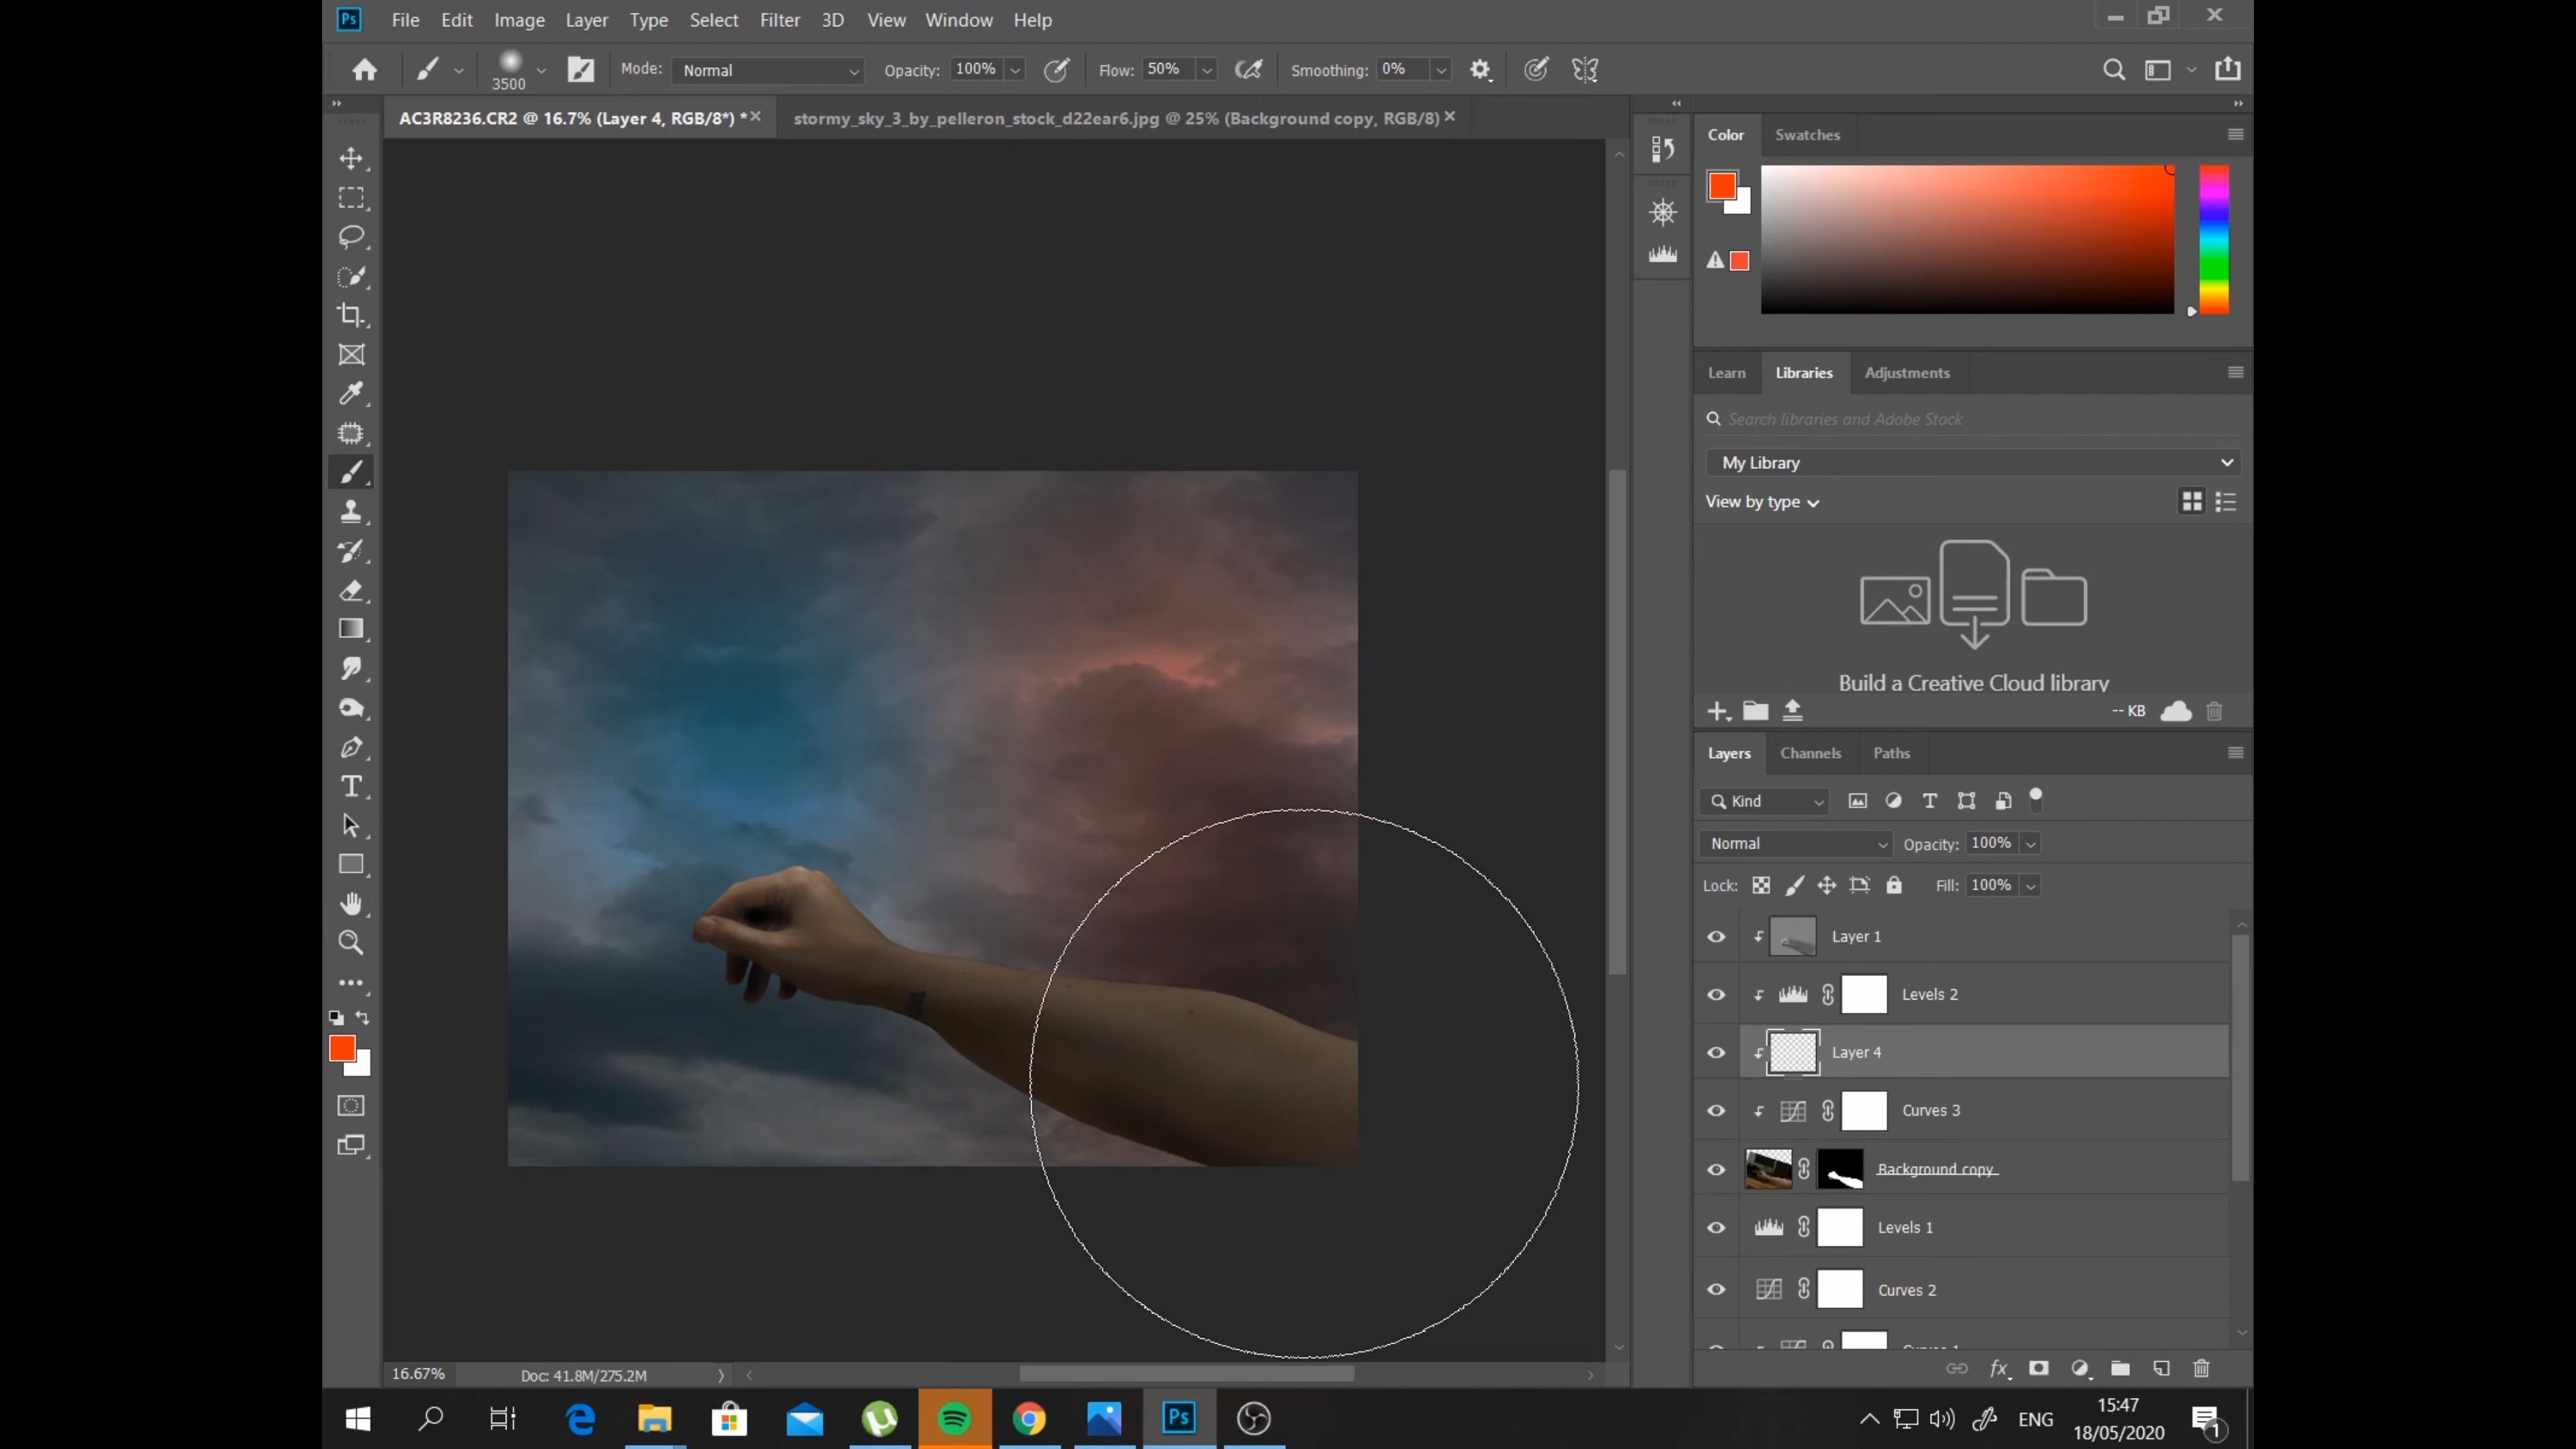 Ps File Edit Image Layer Type Select Filter 3D View Window Help
3500 Mode: Normal Opacity: 100% Flow: 50% Smoothing: 0%
AC3R8236.CR2 @ 16.7% (Layer 4, RGB/8*) *
stormy_sky_3_by_pelleron_stock_d22ear6.jpg @ 25% (Background copy, RGB/8)
Color Swatches
Learn Libraries Adjustments
Search libraries and Adobe Stock
My Library
View by type
Build a Creative Cloud library
-- KB
Layers Channels Paths
Kind
Normal Opacity: 100%
Lock: Fill: 100%
Layer 1
Levels 2
Layer 4
Curves 3
Background copy
Levels 1
Curves 2
16.67% Doc: 41.8M/275.2M
Ps
ENG
15:47
18/05/2020
1